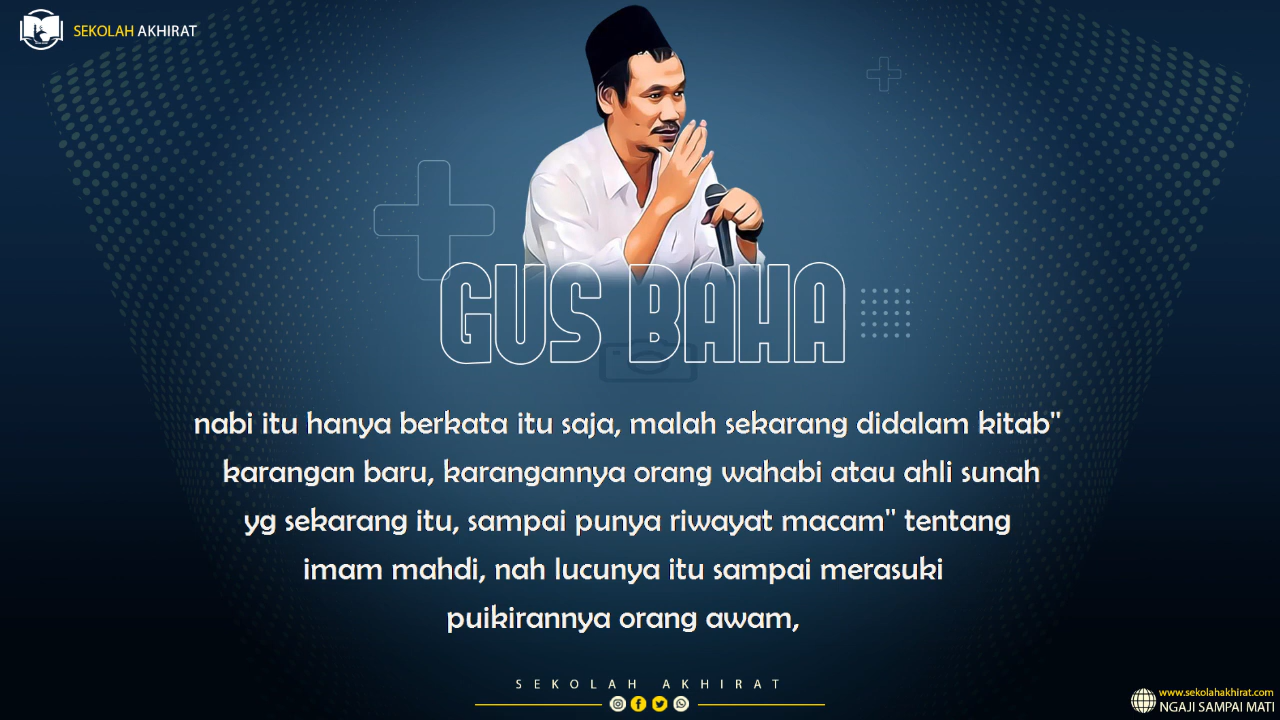 SEKOLAH AKHIRAT
GUS BAHA
nabi itu hanya berkata itu saja, malah sekarang didalam kitab"
karangan baru, karangannya orang wahabi atau ahli sunah
yg sekarang itu, sampai punya riwayat macam" tentang
imam mahdi, nah lucunya itu sampai merasuki
puikirannya orang awam,
SEKOLAH AKHIRAT
www.sekolahakhirat.com
NGAJI SAMPAI MATI